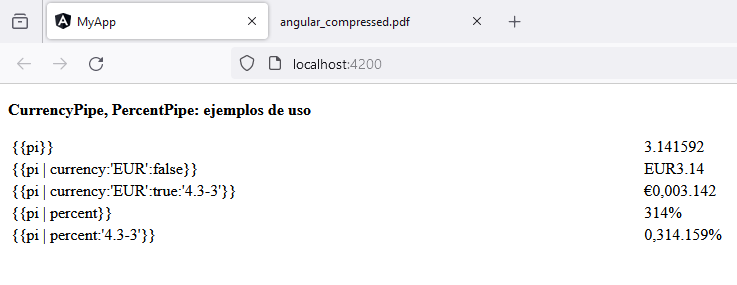 MyApp
angular_compressed.pdf
localhost:4200
CurrencyPipe, PercentPipe: ejemplos de uso
{{pi}} 3.141592
{{pi | currency:'EUR':false}} EUR3.14
{{pi | currency:'EUR':true:'4.3-3'}} €0,003.142
{{pi | percent}} 314%
{{pi | percent:'4.3-3'}} 0,314.159%